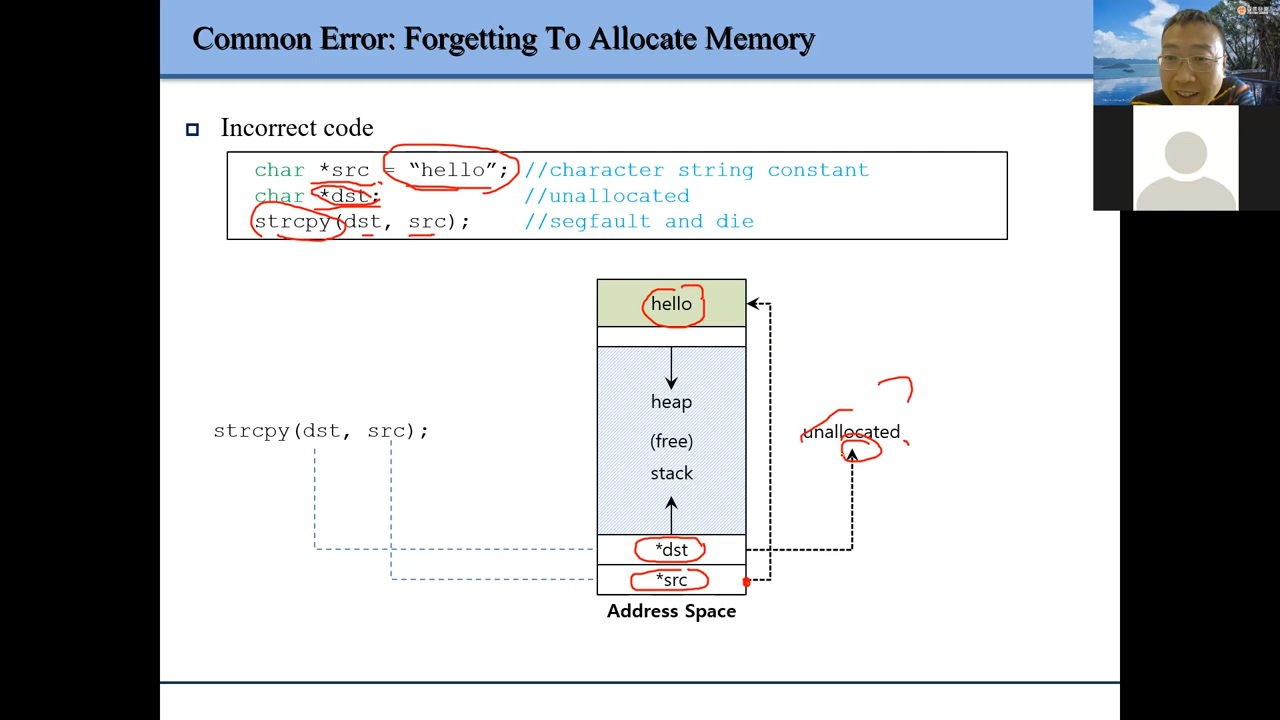 Common Error: Forgetting To Allocate Memory
Incorrect code
char *src = “hello”; //character string constant
char *dst; //unallocated
strcpy(dst, src); //segfault and die
hello
heap
(free)
stack
*dst
*src
Address Space
strcpy(dst, src);
unallocated